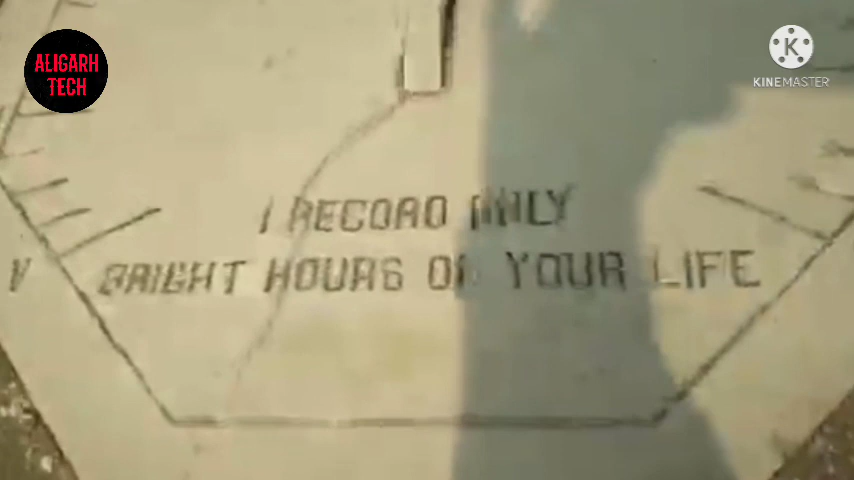 ALIGARH
TECH
K
KINEMASTER
I RECORD ONLY
V
BRIGHT HOURS OF YOUR LIFE